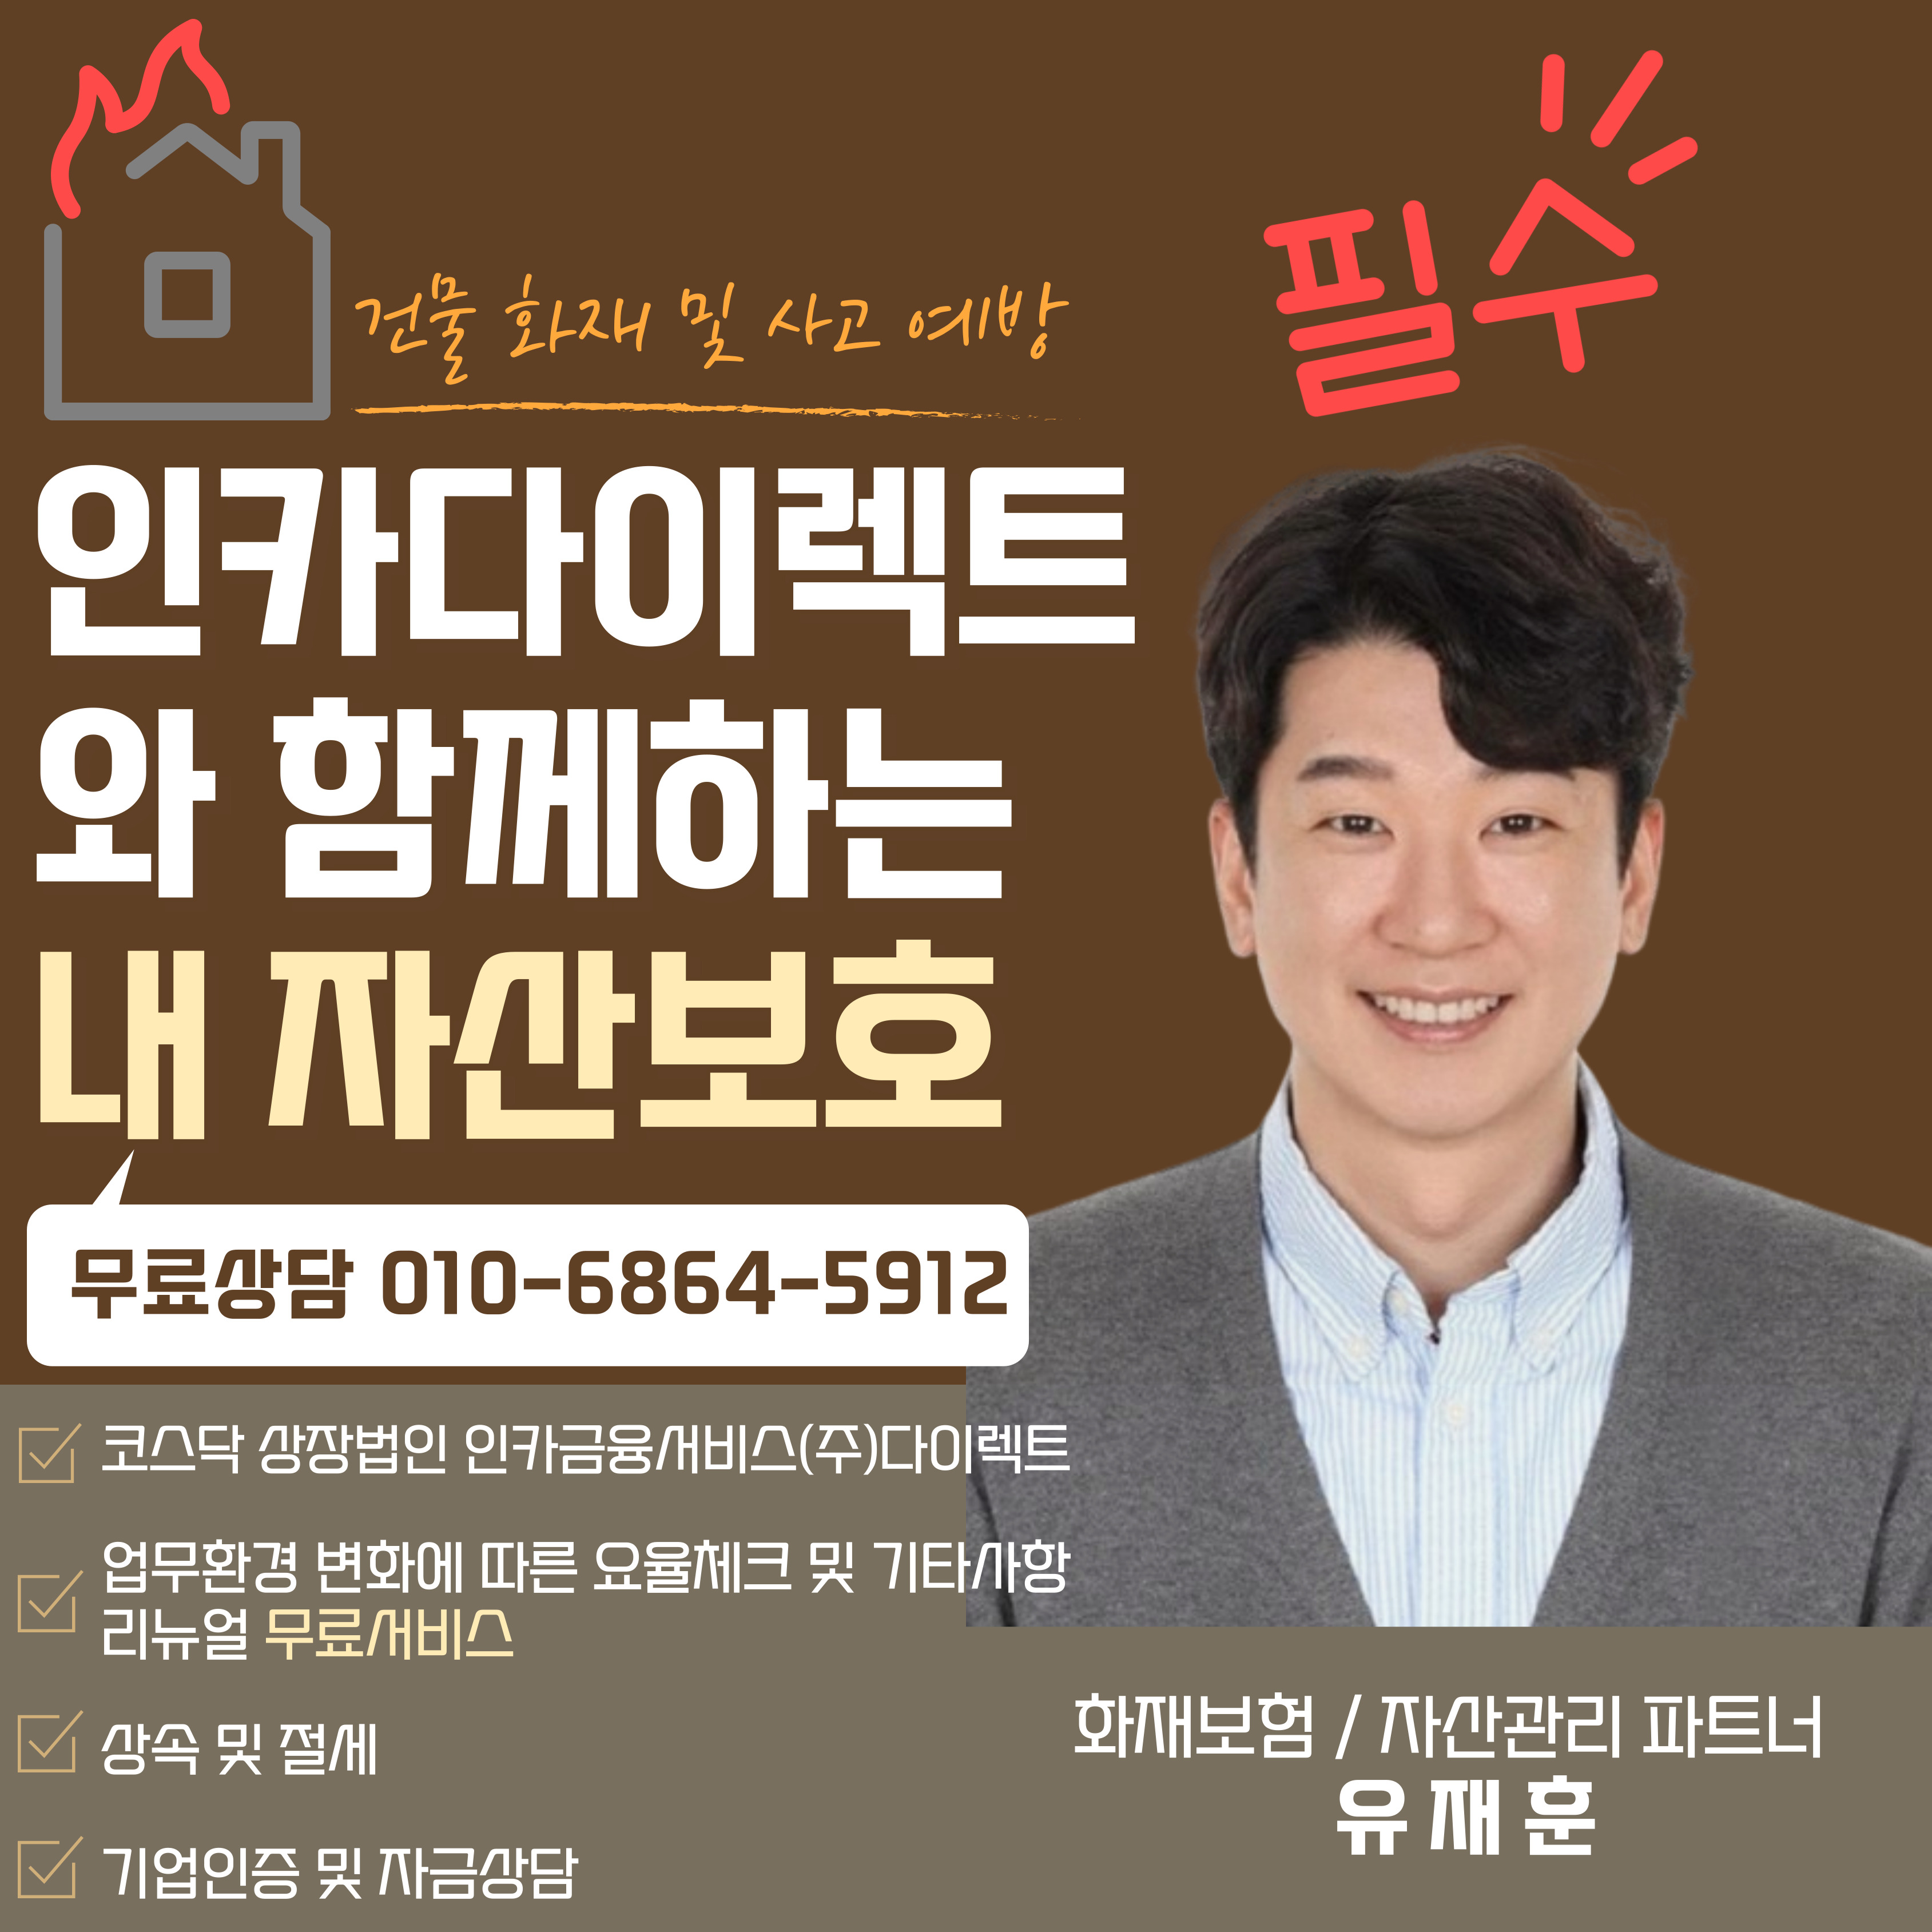 건물 화재 및 사고 예방
필수
인카다이렉트
와 함께하는
내 자산보호
무료상담 010-6864-5912
코스닥 상장법인 인카금융서비스(주)다이렉트
업무환경 변화에 따른 요율체크 및 기타사항
리뉴얼 무료서비스
상속 및 절세
기업인증 및 자금상담
화재보험 / 자산관리 파트너
유재훈